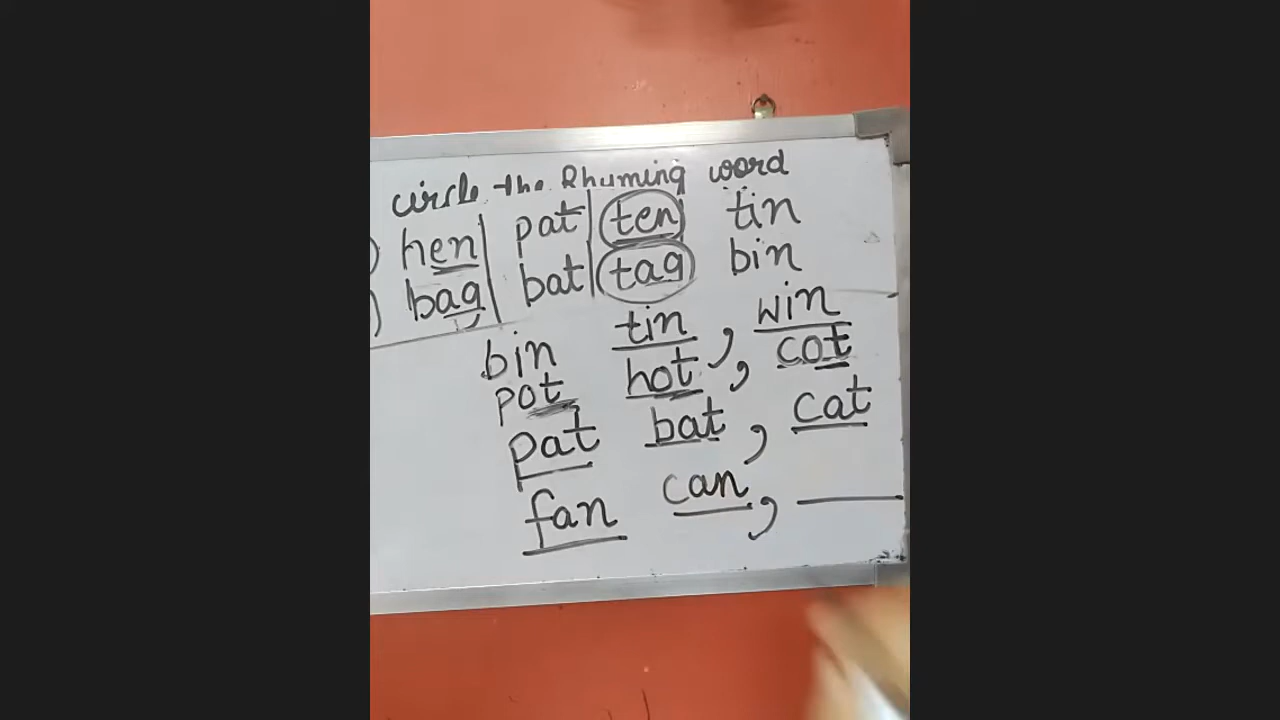 circle the Rhyming word
) hen | pat | ten tin
) bag | bat | tag bin
bin tin , win
pot hot , cot
pat bat , cat
fan can , ____